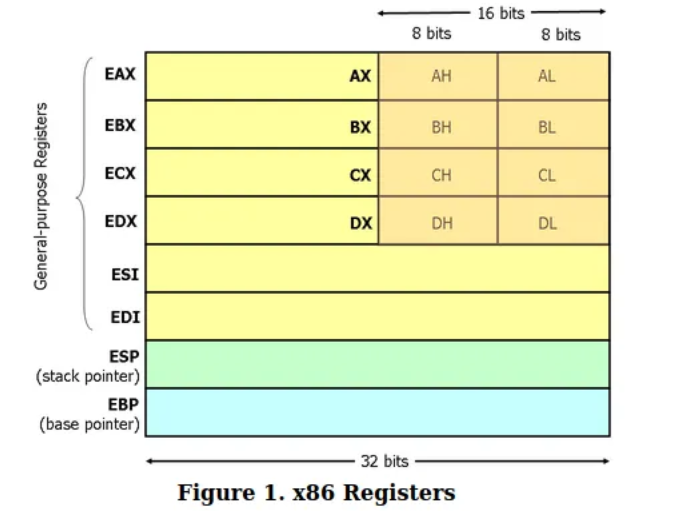 16 bits
8 bits 8 bits
EAX AX AH AL
EBX BX BH BL
ECX CX CH CL
EDX DX DH DL
ESI
EDI
General-purpose Registers
ESP
(stack pointer)
EBP
(base pointer)
32 bits
Figure 1. x86 Registers